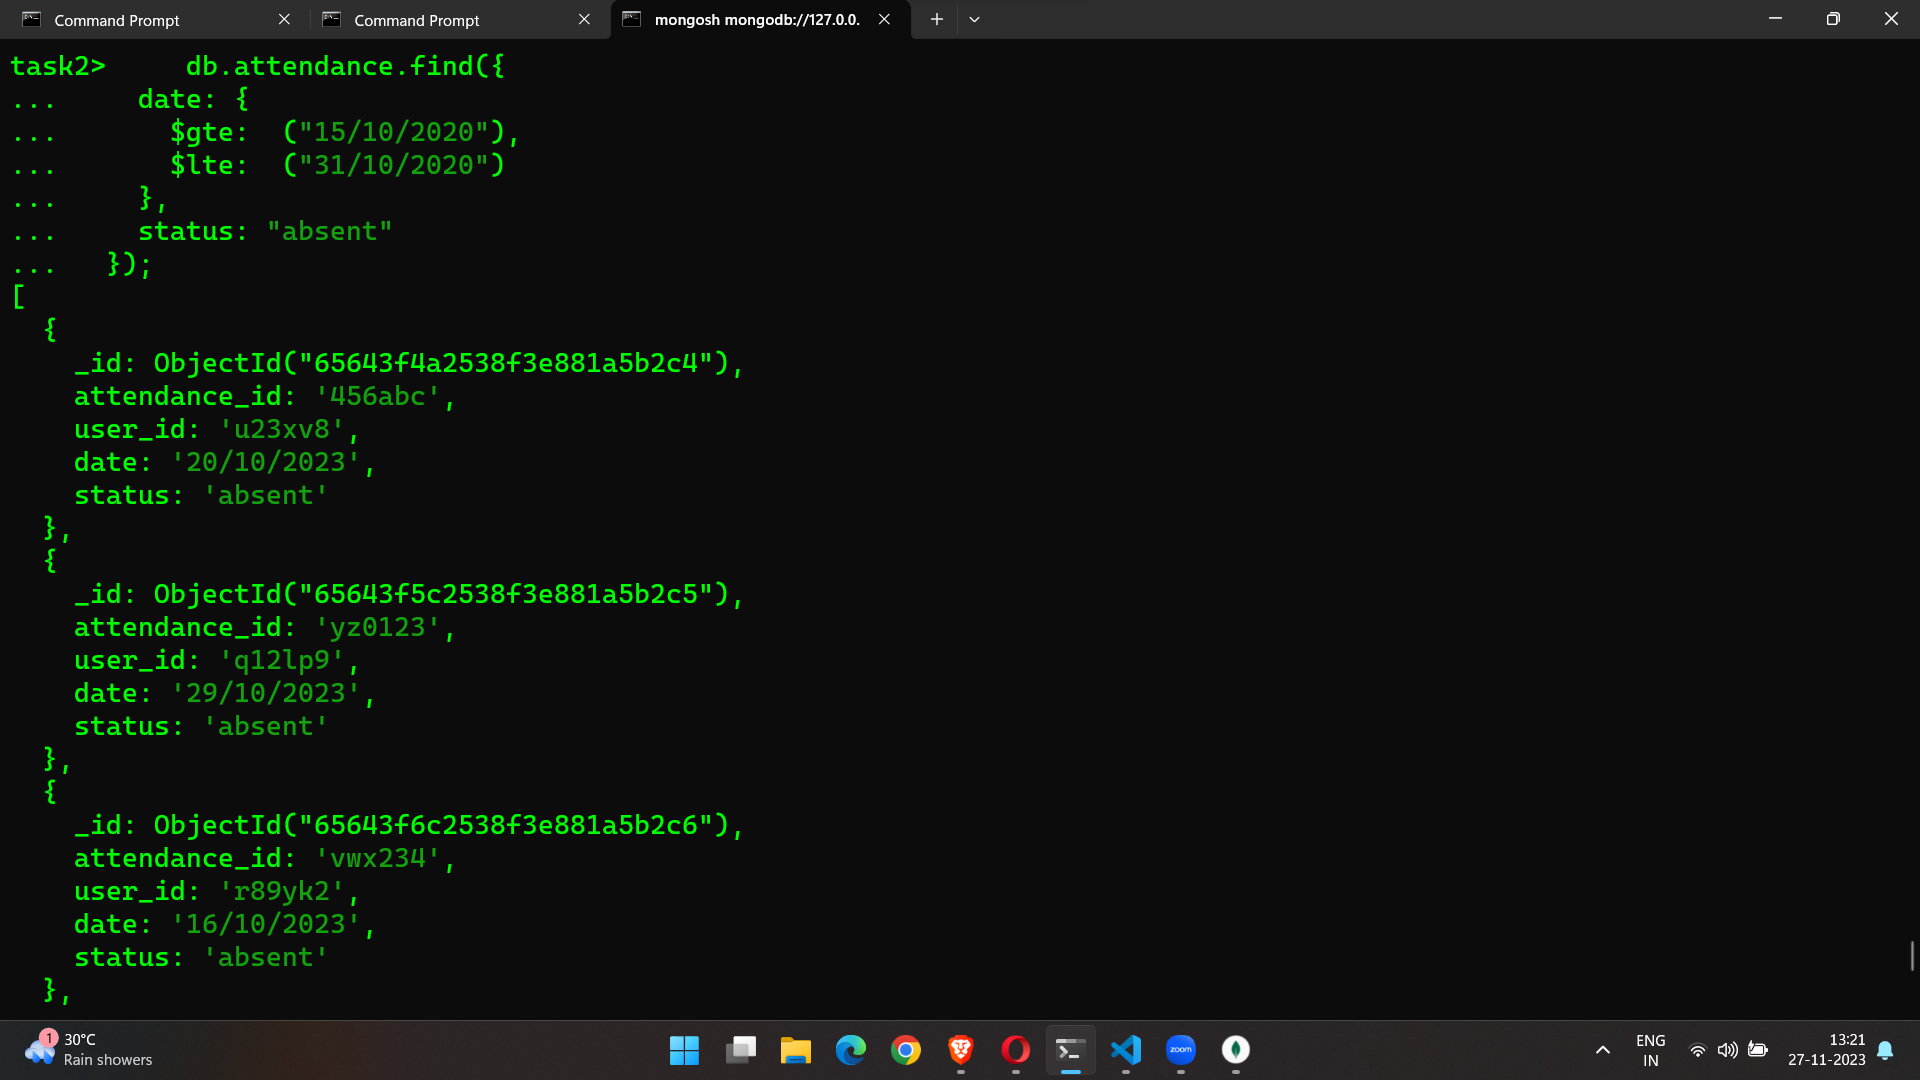 Command Prompt
Command Prompt
mongosh mongodb://127.0.0.
task2>     db.attendance.find({
...     date: {
...       $gte:  ("15/10/2020"),
...       $lte:  ("31/10/2020")
...     },
...     status: "absent"
...   });
[
  {
    _id: ObjectId("65643f4a2538f3e881a5b2c4"),
    attendance_id: '456abc',
    user_id: 'u23xv8',
    date: '20/10/2023',
    status: 'absent'
  },
  {
    _id: ObjectId("65643f5c2538f3e881a5b2c5"),
    attendance_id: 'yz0123',
    user_id: 'q12lp9',
    date: '29/10/2023',
    status: 'absent'
  },
  {
    _id: ObjectId("65643f6c2538f3e881a5b2c6"),
    attendance_id: 'vwx234',
    user_id: 'r89yk2',
    date: '16/10/2023',
    status: 'absent'
  },
1
30°C
Rain showers
zoom
ENG
IN
13:21
27-11-2023